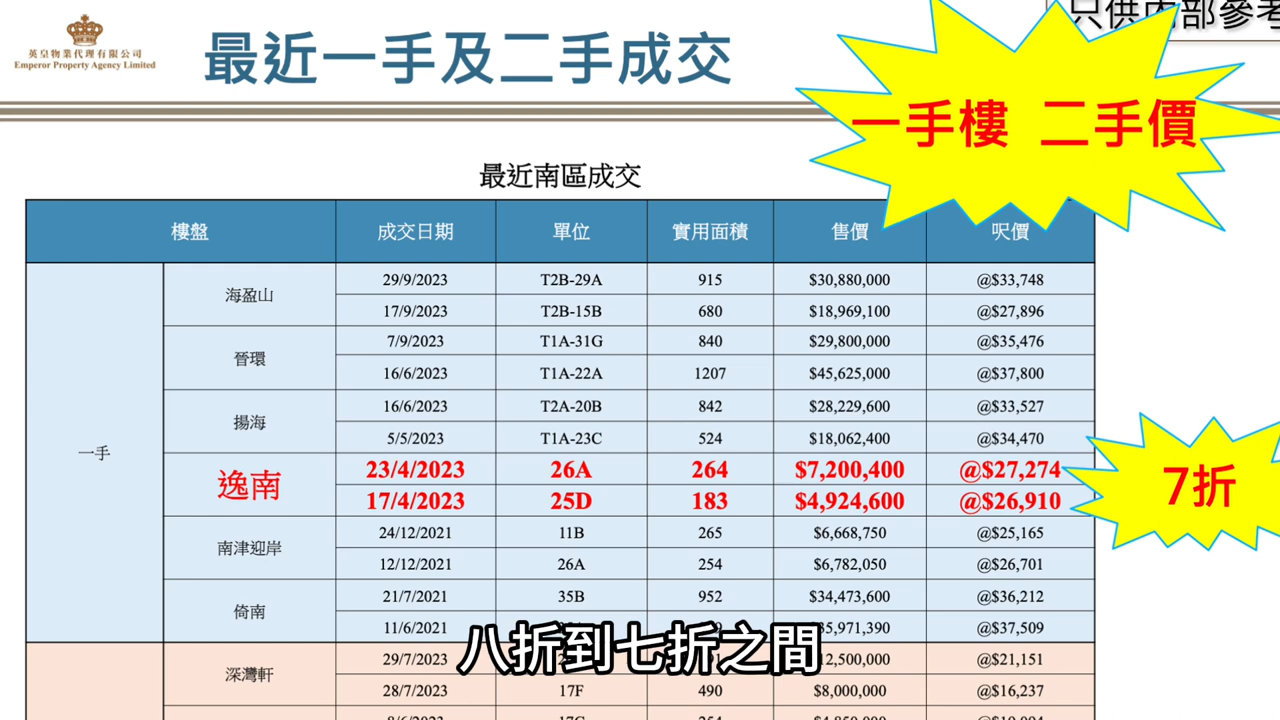 英皇物業代理有限公司
Emperor Property Agency Limited
最近一手及二手成交
只供內部參考
一手樓 二手價
最近南區成交
樓盤 成交日期 單位 實用面積 售價 呎價
一手
海盈山 29/9/2023 T2B-29A 915 $30,880,000 @$33,748
17/9/2023 T2B-15B 680 $18,969,100 @$27,896
晉環 7/9/2023 T1A-31G 840 $29,800,000 @$35,476
16/6/2023 T1A-22A 1207 $45,625,000 @$37,800
揚海 16/6/2023 T2A-20B 842 $28,229,600 @$33,527
5/5/2023 T1A-23C 524 $18,062,400 @$34,470
逸南 23/4/2023 26A 264 $7,200,400 @$27,274
17/4/2023 25D 183 $4,924,600 @$26,910
7折
南津迎岸 24/12/2021 11B 265 $6,668,750 @$25,165
12/12/2021 26A 254 $6,782,050 @$26,701
倚南 21/7/2021 35B 952 $34,473,600 @$36,212
11/6/2021 @$37,509
八折到七折之間
深灣軒 29/7/2023 @$21,151
28/7/2023 17F 490 $8,000,000 @$16,237